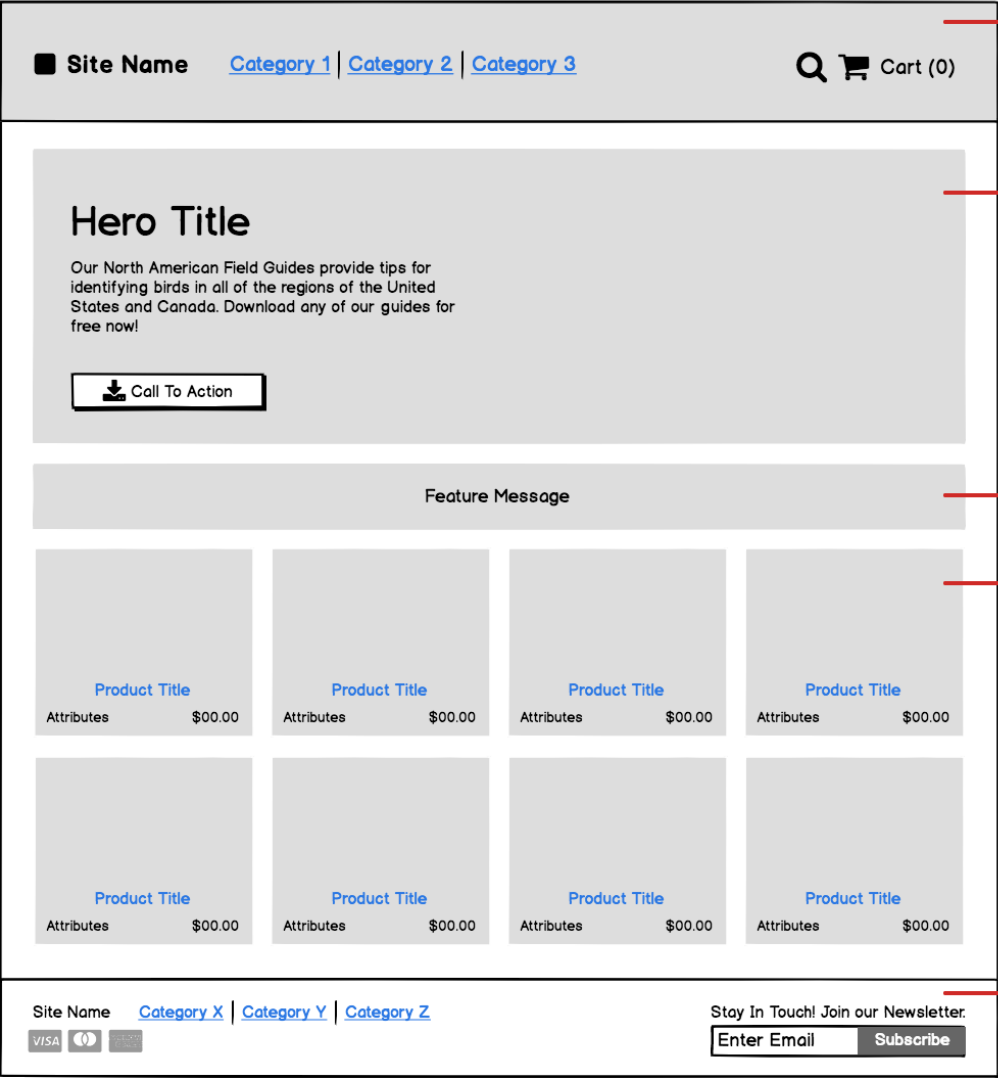 Site Name Category 1 Category 2 Category 3 Cart (0)
Hero Title
Our North American Field Guides provide tips for
identifying birds in all of the regions of the United
States and Canada. Download any of our guides for
free now!
Call To Action
Feature Message
Product Title Product Title Product Title Product Title
Attributes $00.00 Attributes $00.00 Attributes $00.00 Attributes $00.00
Product Title Product Title Product Title Product Title
Attributes $00.00 Attributes $00.00 Attributes $00.00 Attributes $00.00
Site Name Category X Category Y Category Z Stay In Touch! Join our Newsletter.
VISA Enter Email Subscribe